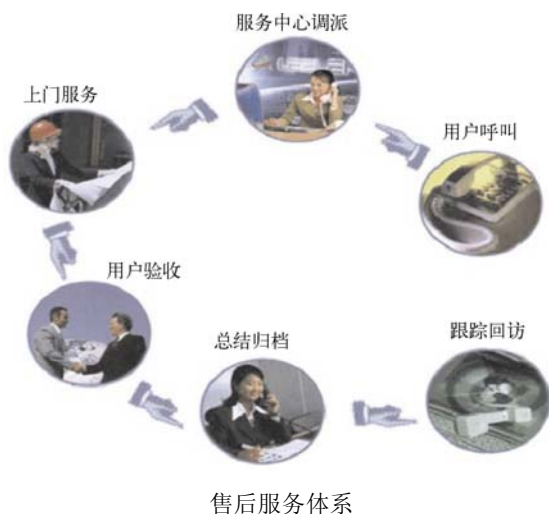 服务中心调派
上门服务
用户呼叫
用户验收
总结归档
跟踪回访
售后服务体系